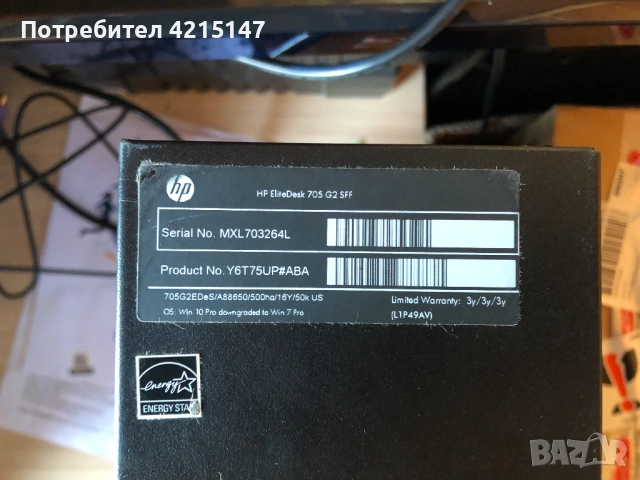 Потребител 4215147
hp
HP EliteDesk 705 G2 SFF
Serial No. MXL703264L
Product No. Y6T75UP#ABA
705G2EDeS/A88650/500hq/16Y/50k US
Limited Warranty: 3y/3y/3y
OS: Win 10 Pro downgraded to Win 7 Pro
(L1P49AV)
energy
ENERGY STAR
BAZAR